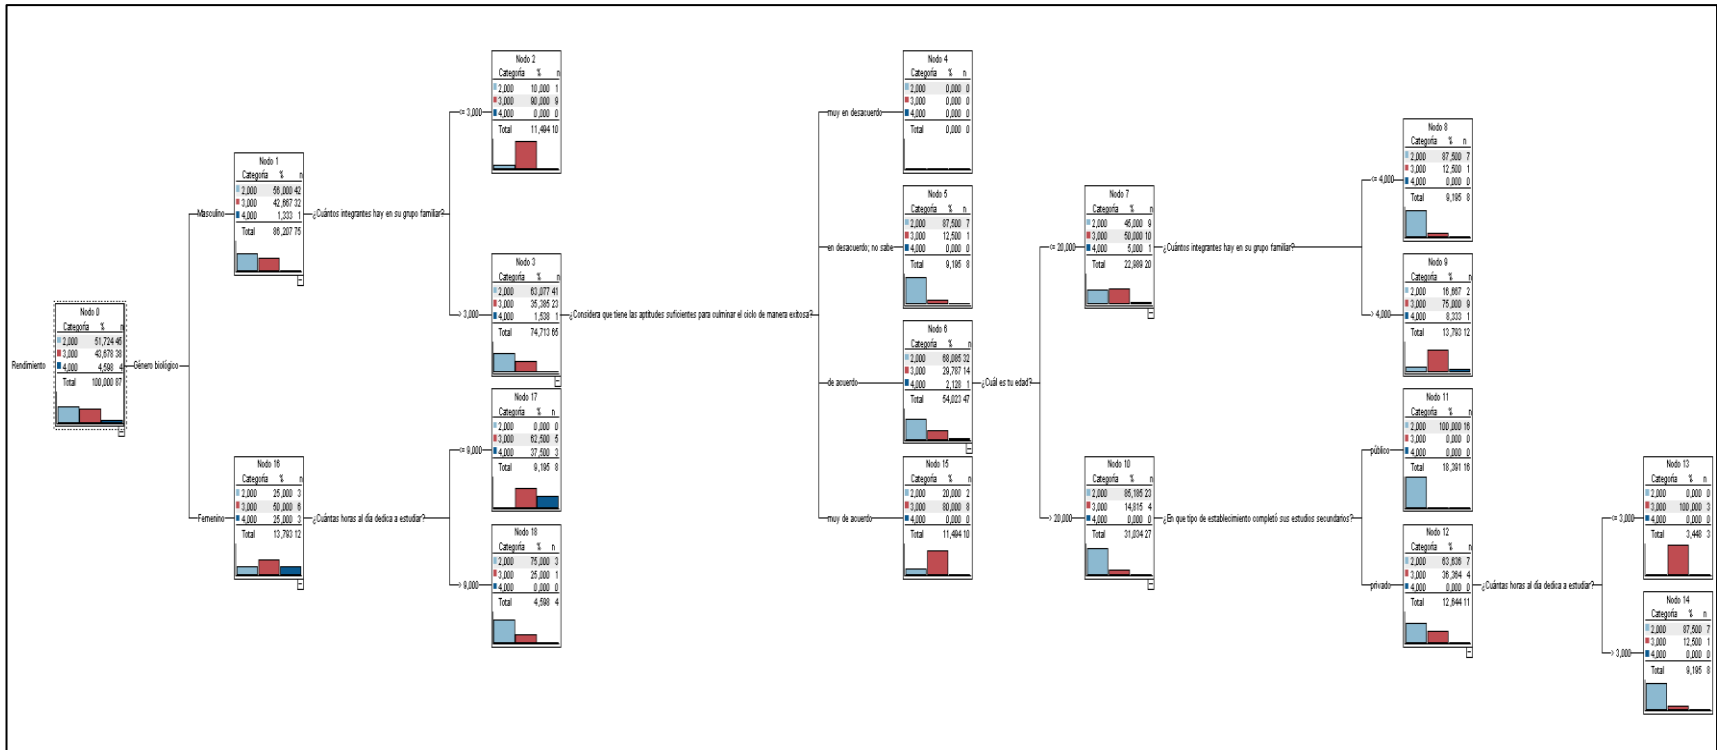 Rendimiento
Nodo 0
Categoría % n
2,000 51,724 45
3,000 43,678 38
4,000 4,598 4
Total 100,000 87
Género biológico
Masculino
Nodo 1
Categoría % n
2,000 56,000 42
3,000 42,667 32
4,000 1,333 1
Total 86,207 75
¿Cuántos integrantes hay en su grupo familiar?
<= 3,000
Nodo 2
Categoría % n
2,000 10,000 1
3,000 90,000 9
4,000 0,000 0
Total 11,494 10
> 3,000
Nodo 3
Categoría % n
2,000 63,077 41
3,000 35,385 23
4,000 1,538 1
Total 74,713 65
¿Considera que tiene las aptitudes suficientes para culminar el ciclo de manera exitosa?
muy en desacuerdo
Nodo 4
Categoría % n
2,000 0,000 0
3,000 0,000 0
4,000 0,000 0
Total 0,000 0
en desacuerdo; no sabe
Nodo 5
Categoría % n
2,000 87,500 7
3,000 12,500 1
4,000 0,000 0
Total 9,195 8
de acuerdo
Nodo 6
Categoría % n
2,000 68,085 32
3,000 29,787 14
4,000 2,128 1
Total 54,023 47
¿Cuál es tu edad?
<= 20,000
Nodo 7
Categoría % n
2,000 45,000 9
3,000 50,000 10
4,000 5,000 1
Total 22,989 20
¿Cuántos integrantes hay en su grupo familiar?
<= 4,000
Nodo 8
Categoría % n
2,000 87,500 7
3,000 12,500 1
4,000 0,000 0
Total 9,195 8
> 4,000
Nodo 9
Categoría % n
2,000 16,667 2
3,000 75,000 9
4,000 8,333 1
Total 13,793 12
> 20,000
Nodo 10
Categoría % n
2,000 85,185 23
3,000 14,815 4
4,000 0,000 0
Total 31,034 27
¿En que tipo de establecimiento completó sus estudios secundarios?
público
Nodo 11
Categoría % n
2,000 100,000 16
3,000 0,000 0
4,000 0,000 0
Total 18,391 16
privado
Nodo 12
Categoría % n
2,000 63,636 7
3,000 36,364 4
4,000 0,000 0
Total 12,644 11
¿Cuántas horas al día dedica a estudiar?
<= 3,000
Nodo 13
Categoría % n
2,000 0,000 0
3,000 100,000 3
4,000 0,000 0
Total 3,448 3
> 3,000
Nodo 14
Categoría % n
2,000 87,500 7
3,000 12,500 1
4,000 0,000 0
Total 9,195 8
muy de acuerdo
Nodo 15
Categoría % n
2,000 20,000 2
3,000 80,000 8
4,000 0,000 0
Total 11,494 10
Femenino
Nodo 16
Categoría % n
2,000 25,000 3
3,000 50,000 6
4,000 25,000 3
Total 13,793 12
¿Cuántas horas al día dedica a estudiar?
<= 9,000
Nodo 17
Categoría % n
2,000 0,000 0
3,000 62,500 5
4,000 37,500 3
Total 9,195 8
> 9,000
Nodo 18
Categoría % n
2,000 75,000 3
3,000 25,000 1
4,000 0,000 0
Total 4,598 4